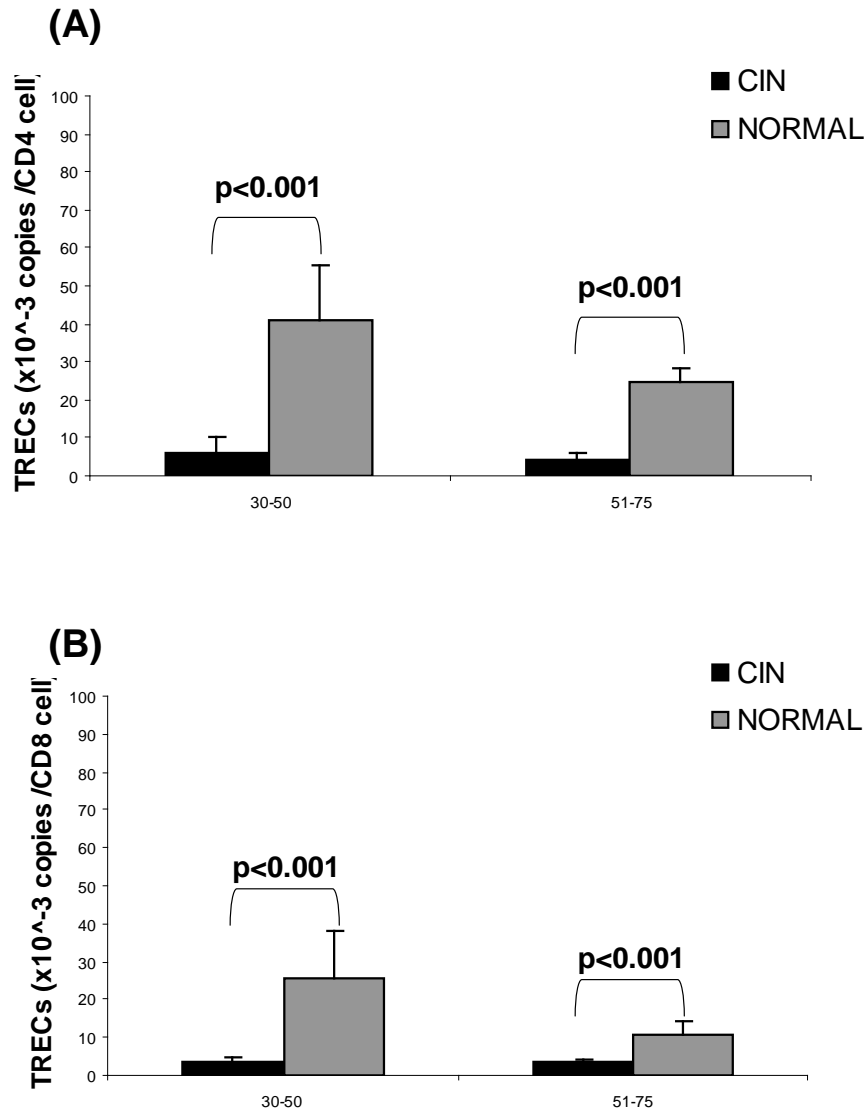 (A)
CIN
NORMAL
TRECs (x10^-3 copies /CD4 cell)
100
90
80
70
60
50
40
30
20
10
0
p<0.001
p<0.001
30-50
51-75
(B)
CIN
NORMAL
TRECs (x10^-3 copies /CD8 cell)
100
90
80
70
60
50
40
30
20
10
0
p<0.001
p<0.001
30-50
51-75